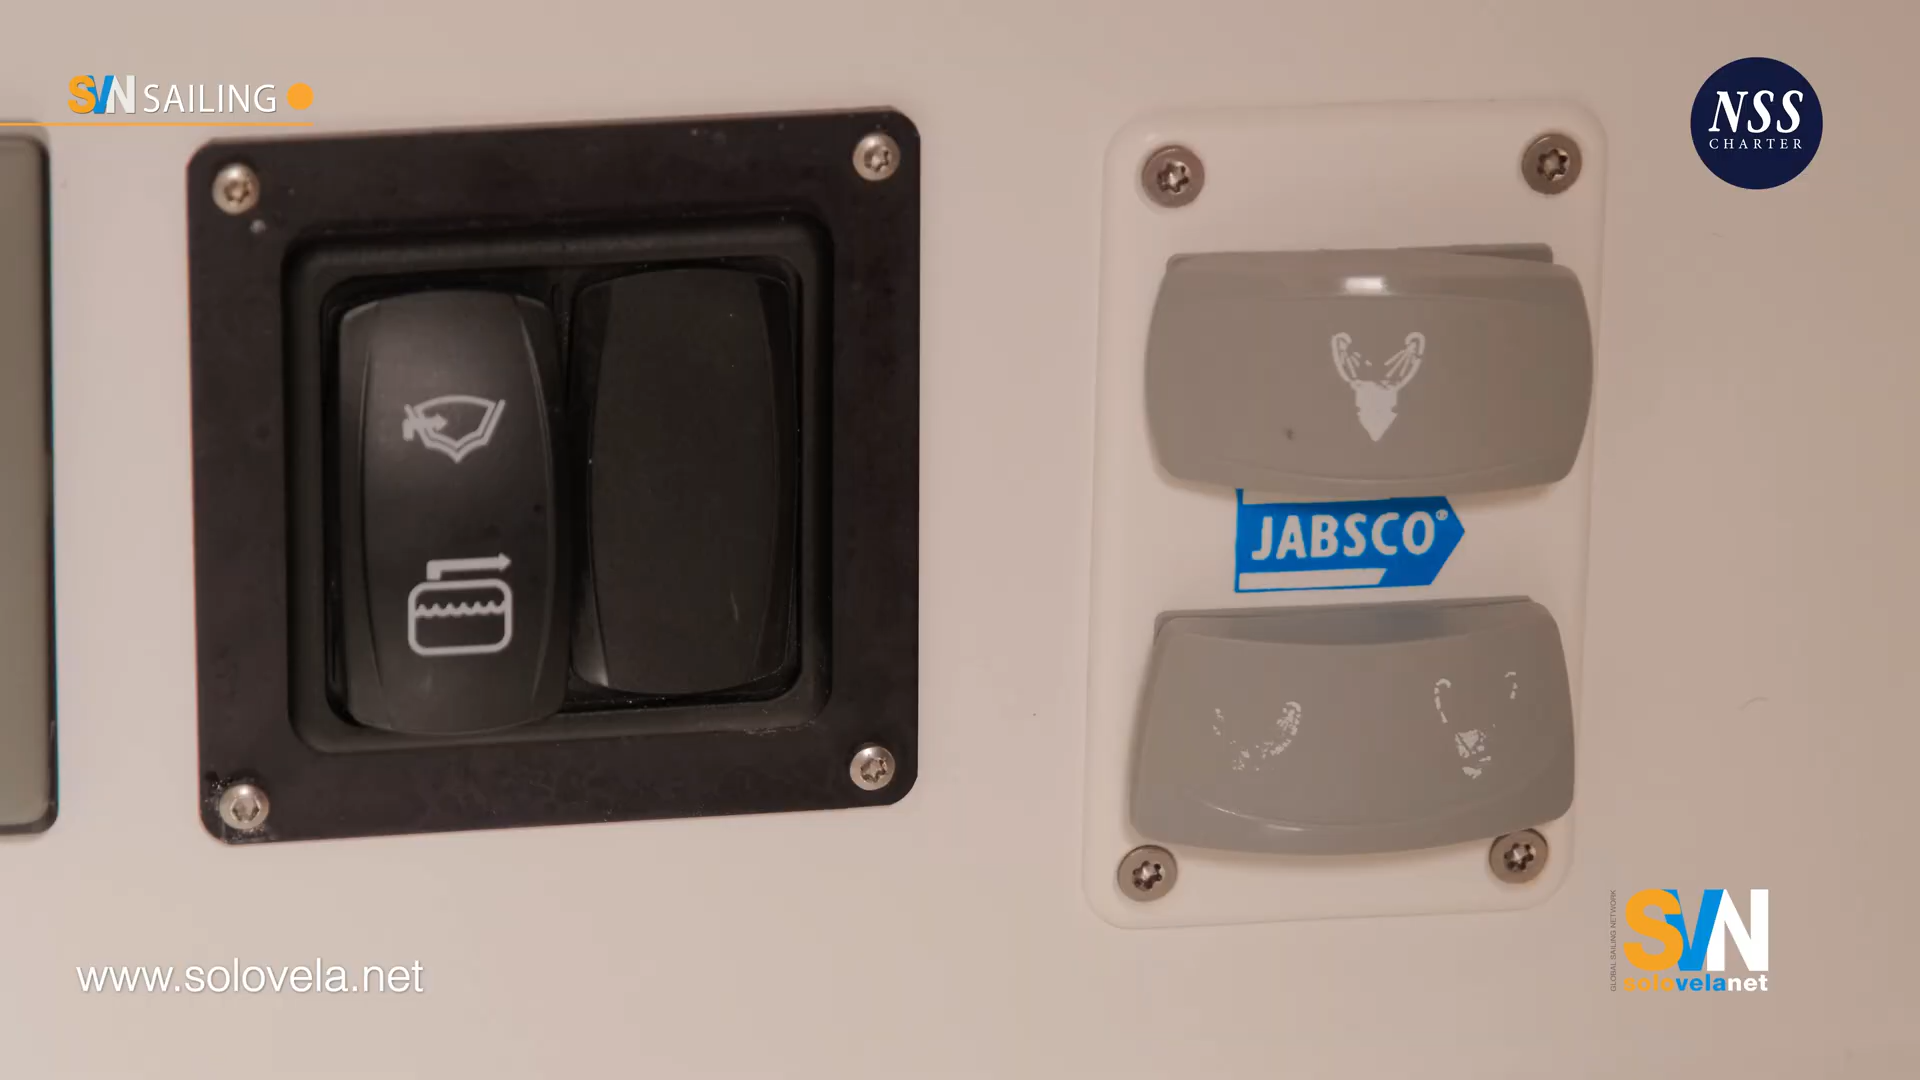 SVN SAILING
NSS
CHARTER
JABSCO®
www.solovela.net
GLOBAL SAILING NETWORK
SVN
solovelanet